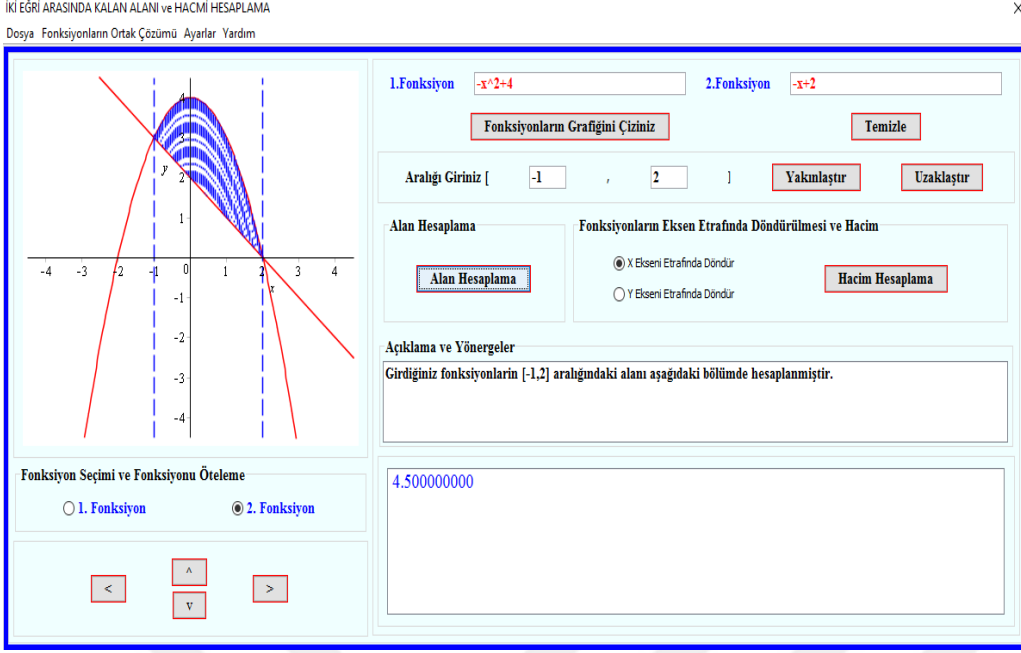 İKİ EĞRİ ARASINDA KALAN ALANI ve HACMİ HESAPLAMA
Dosya Fonksiyonların Ortak Çözümü Ayarlar Yardım
4
3
y
2
1
-4 -3 -2 -1 0 1 2 3 4
x
-1
-2
-3
-4
Fonksiyon Seçimi ve Fonksiyonu Öteleme
1. Fonksiyon 2. Fonksiyon
^
< >
v
1.Fonksiyon -x^2+4 2.Fonksiyon -x+2
Fonksiyonların Grafiğini Çiziniz Temizle
Aralığı Giriniz [ -1 , 2 ] Yakınlaştır Uzaklaştır
Alan Hesaplama
Alan Hesaplama
Fonksiyonların Eksen Etrafında Döndürülmesi ve Hacim
X Ekseni Etrafında Döndür
Y Ekseni Etrafında Döndür
Hacim Hesaplama
Açıklama ve Yönergeler
Girdiğiniz fonksiyonlarin [-1,2] aralığındaki alanı aşağıdaki bölümde hesaplanmiştir.
4.500000000